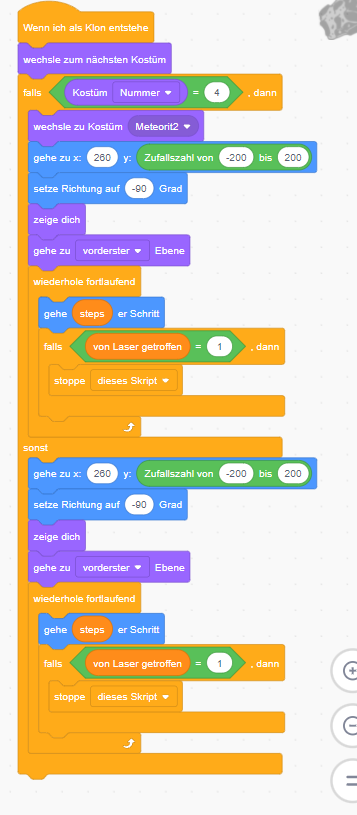 Wenn ich als Klon entstehe
wechsle zum nächsten Kostüm
falls Kostüm Nummer = 4 , dann
wechsle zu Kostüm Meteorit2
gehe zu x: 260 y: Zufallszahl von -200 bis 200
setze Richtung auf -90 Grad
zeige dich
gehe zu vorderster Ebene
wiederhole fortlaufend
gehe steps er Schritt
falls von Laser getroffen = 1 , dann
stoppe dieses Skript
sonst
gehe zu x: 260 y: Zufallszahl von -200 bis 200
setze Richtung auf -90 Grad
zeige dich
gehe zu vorderster Ebene
wiederhole fortlaufend
gehe steps er Schritt
falls von Laser getroffen = 1 , dann
stoppe dieses Skript